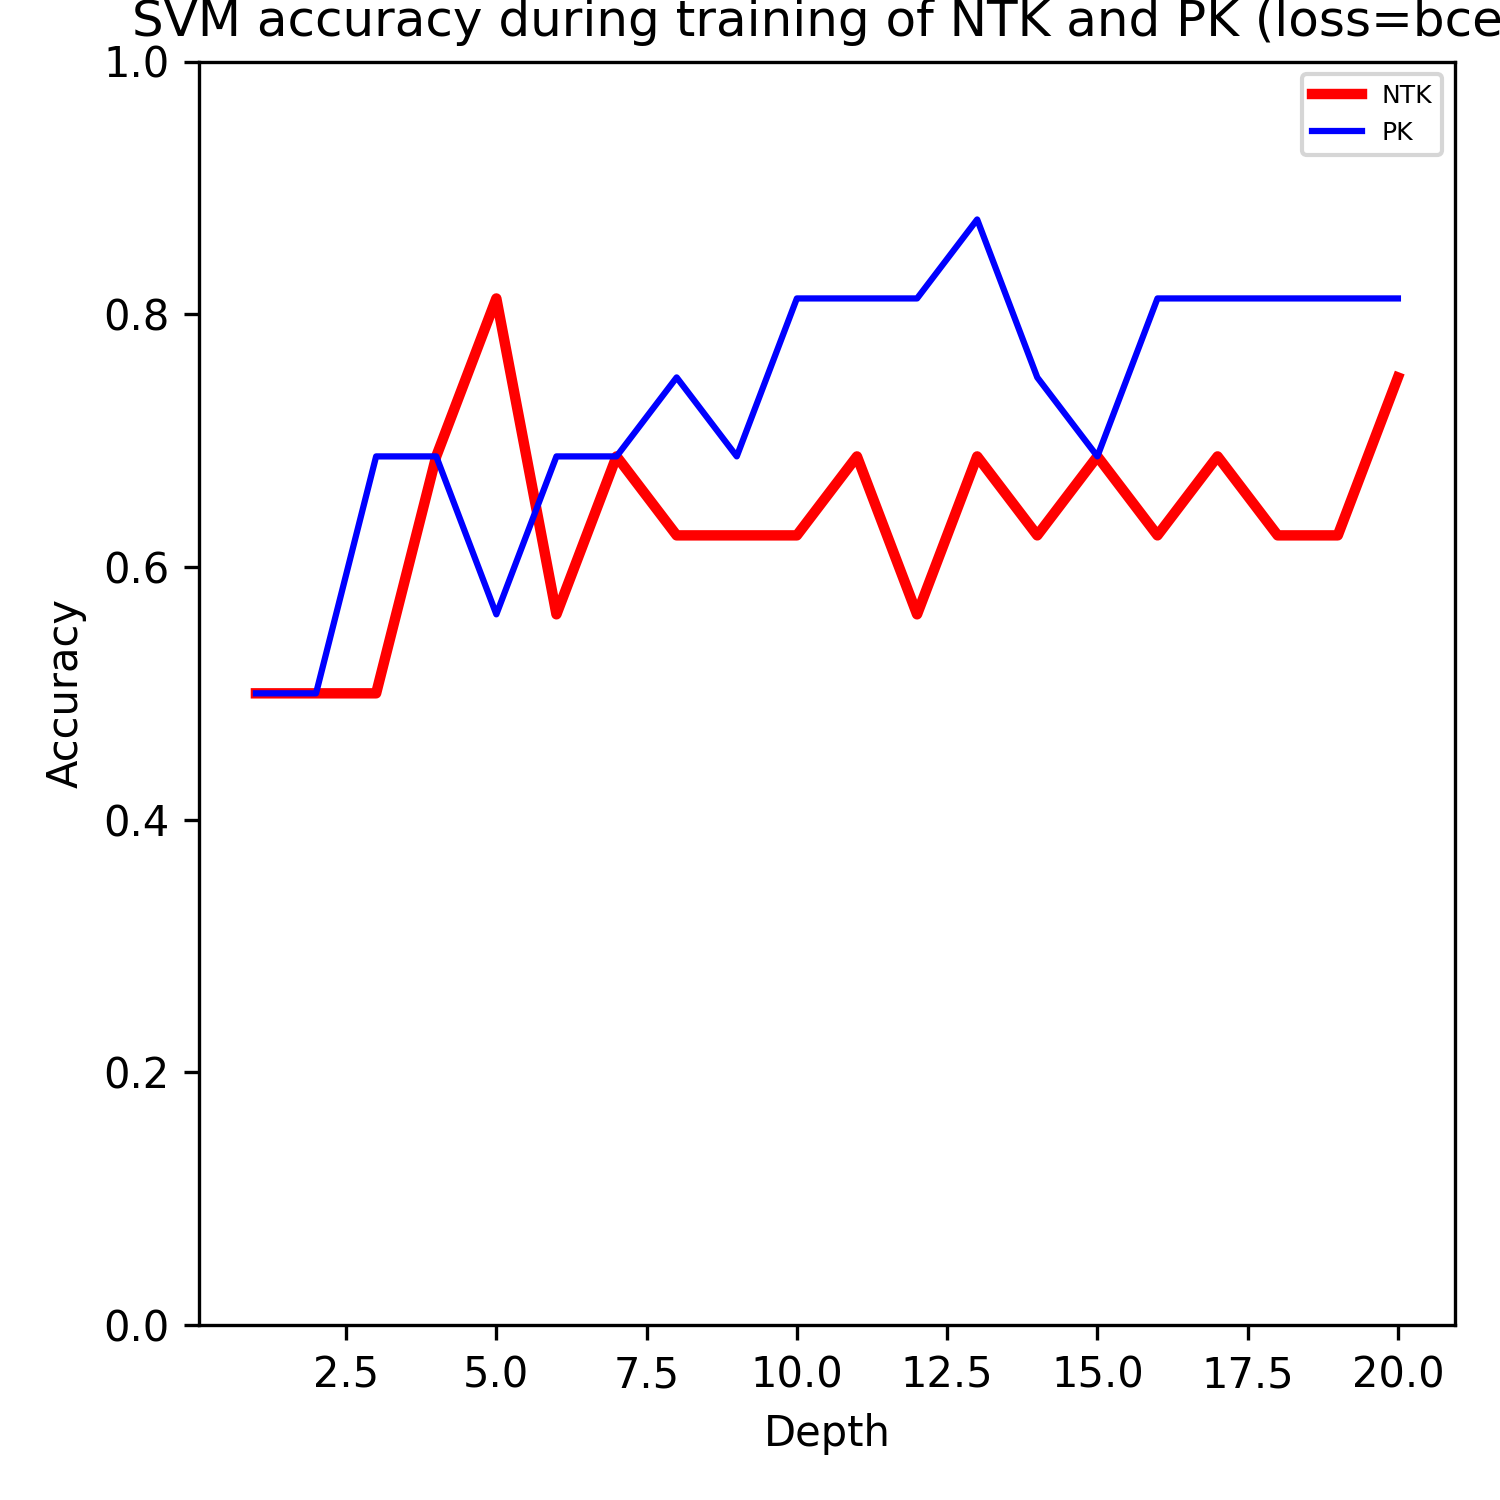 SVM accuracy during training of NTK and PK (loss=bce
1.0
NTK
PK
0.8
0.6
Accuracy
0.4
0.2
0.0
2.5 5.0 7.5 10.0 12.5 15.0 17.5 20.0
Depth